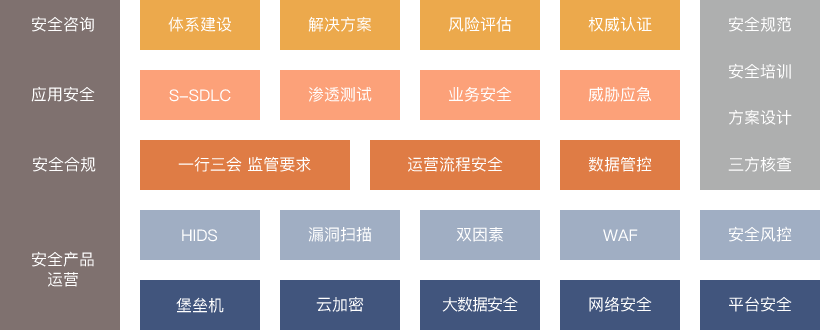 安全咨询 体系建设 解决方案 风险评估 权威认证 安全规范
安全培训
应用安全 S-SDLC 渗透测试 业务安全 威胁应急
方案设计
安全合规 一行三会 监管要求 运营流程安全 数据管控 三方核查
HIDS 漏洞扫描 双因素 WAF 安全风控
安全产品
运营
堡垒机 云加密 大数据安全 网络安全 平台安全